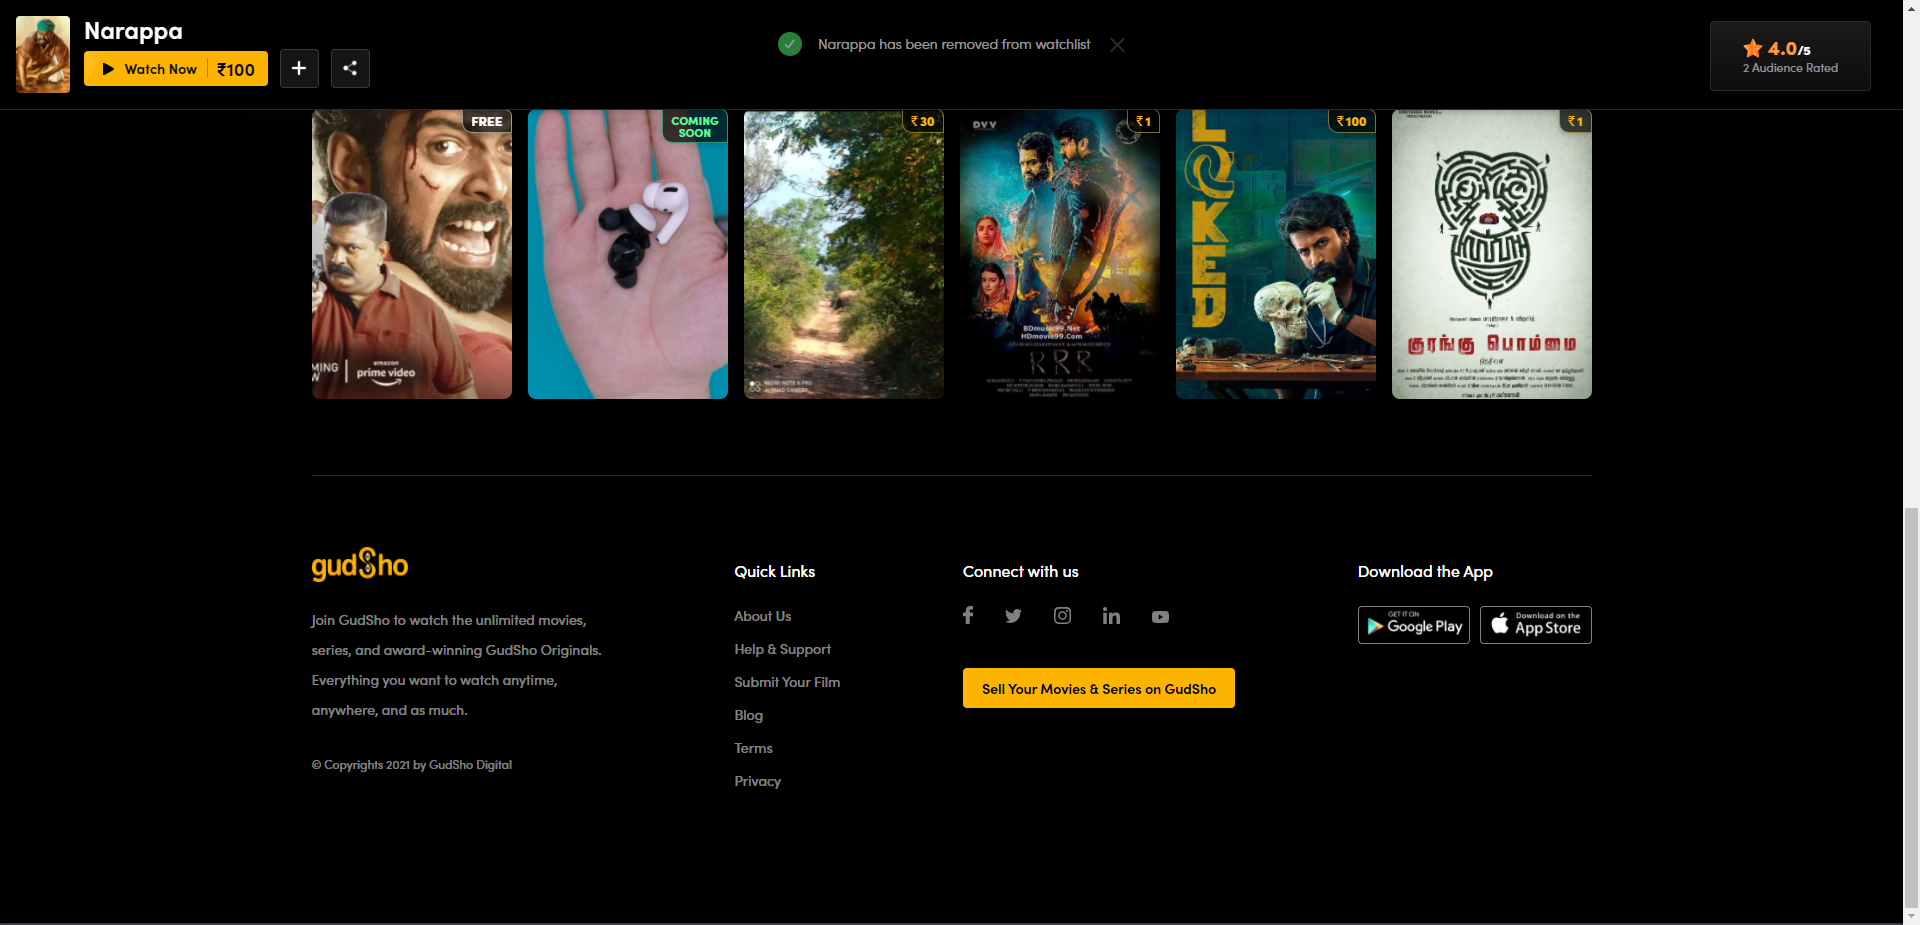 Narappa
Watch Now ₹100
Narappa has been removed from watchlist
4.0/5
2 Audience Rated
FREE
COMING
SOON
₹30
₹1
₹100
₹1
DVV
L
O
KED
amazon
prime video
REDMI NOTE 8 PRO
BDmusic99.Net
HDmovie99.Com
RRR
குரங்கு பொம்மை
gudSho
Join GudSho to watch the unlimited movies,
series, and award-winning GudSho Originals.
Everything you want to watch anytime,
anywhere, and as much.
© Copyrights 2021 by GudSho Digital
Quick Links
About Us
Help & Support
Submit Your Film
Blog
Terms
Privacy
Connect with us
Sell Your Movies & Series on GudSho
Download the App
GET IT ON
Google Play
Download on the
App Store